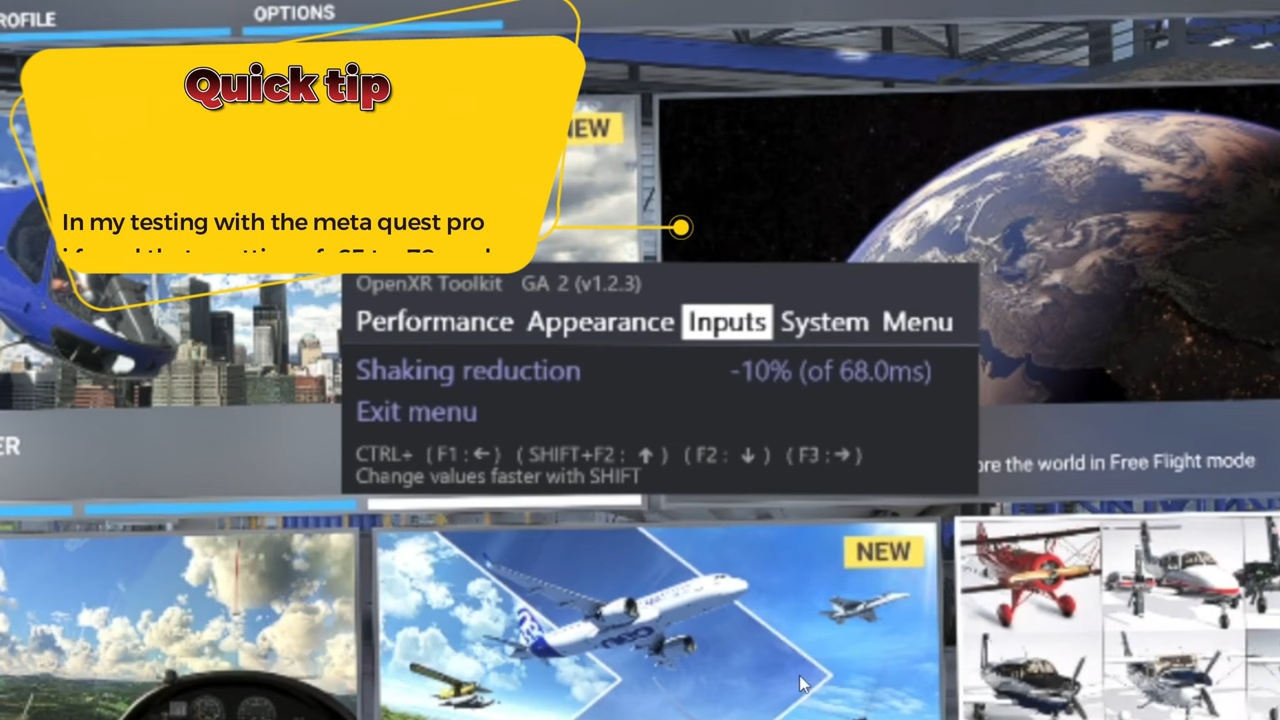 ROFILE
OPTIONS
Quick tip
NEW
In my testing with the meta quest pro
OpenXR Toolkit GA 2 (v1.2.3)
Performance Appearance Inputs System Menu
Shaking reduction -10% (of 68.0ms)
Exit menu
CTRL+ (F1 : ←) ( SHIFT+F2 : ↑ ) ( F2 : ↓ ) ( F3 : → )
Change values faster with SHIFT
ER
ore the world in Free Flight mode
NEW